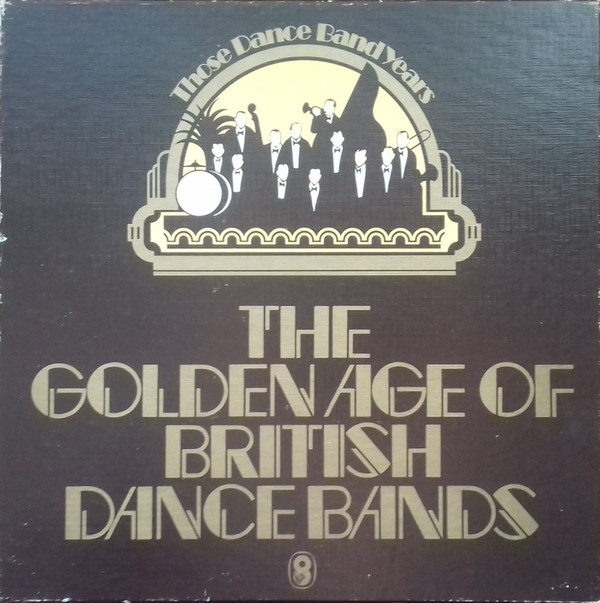 Those Dance Band Years
THE
GOLDEN AGE OF
BRITISH
DANCE BANDS